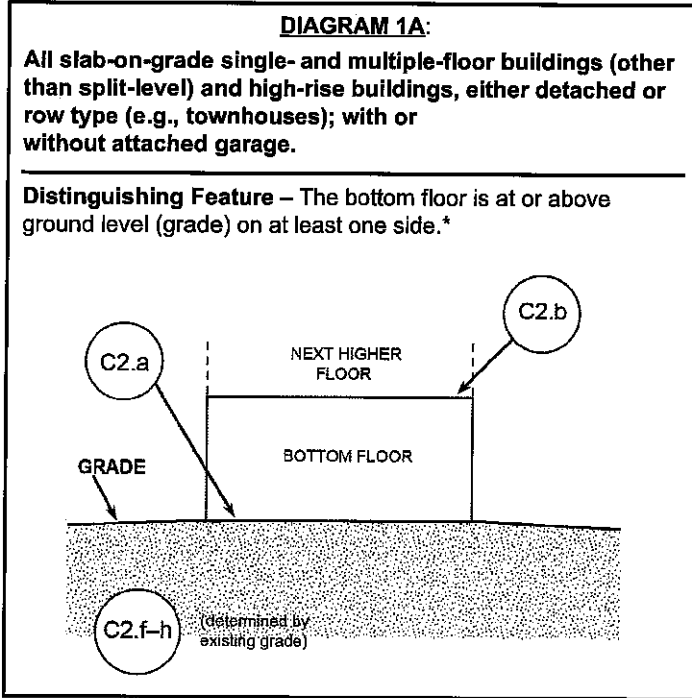 DIAGRAM 1A:
All slab-on-grade single- and multiple-floor buildings (other
than split-level) and high-rise buildings, either detached or
row type (e.g., townhouses); with or
without attached garage.
Distinguishing Feature – The bottom floor is at or above
ground level (grade) on at least one side.*
C2.b
C2.a
NEXT HIGHER
FLOOR
BOTTOM FLOOR
GRADE
C2.f–h
(determined by
existing grade)